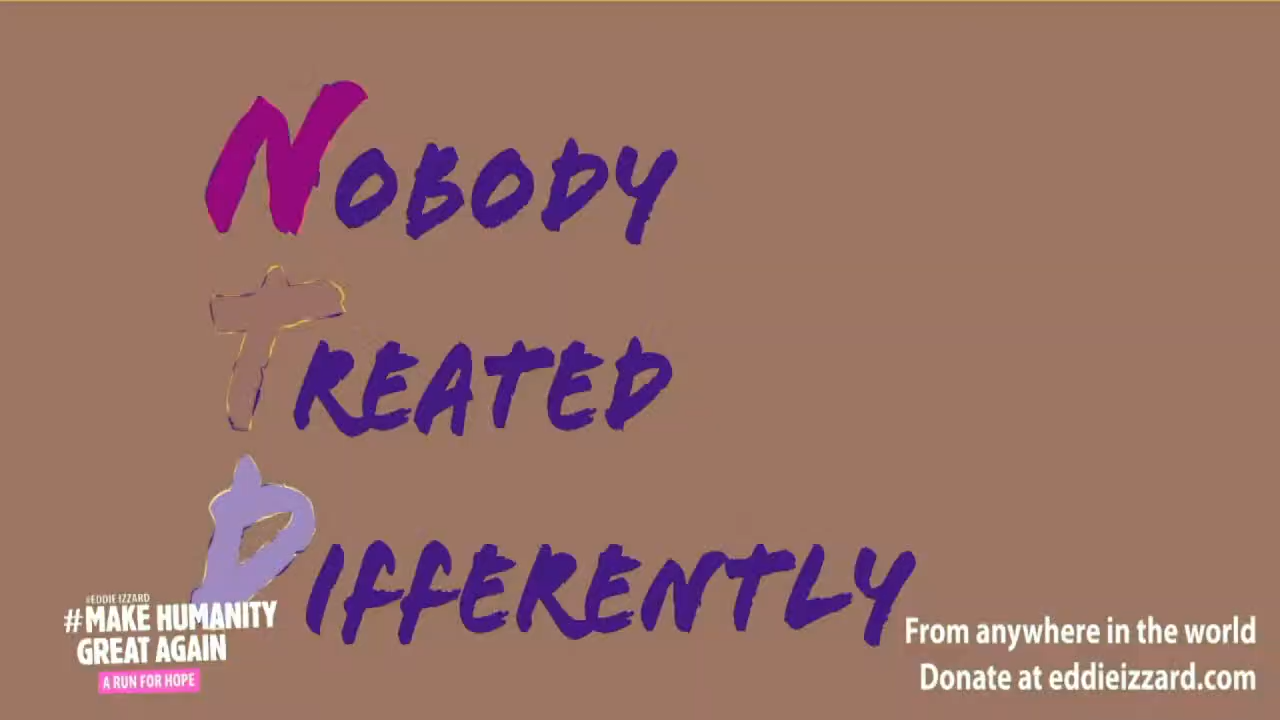 NOBODY
TREATED
DIFFERENTLY
#EDDIE IZZARD
#MAKE HUMANITY
GREAT AGAIN
A RUN FOR HOPE
From anywhere in the world
Donate at eddieizzard.com